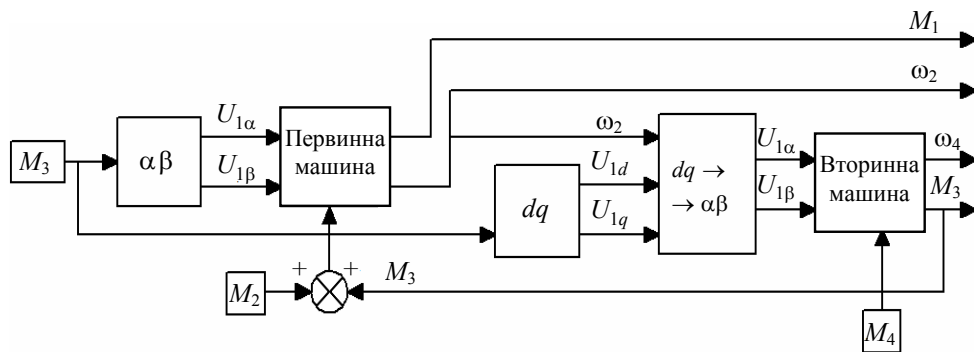 M₁
ω₂
U₁α
Первинна
машина
ω₂
U₁α
ω₄
M₃
αβ
U₁β
U₁d
dq →
→ αβ
U₁β
Вторинна
машина
M₃
dq
U₁q
+
+
M₂
M₃
M₄